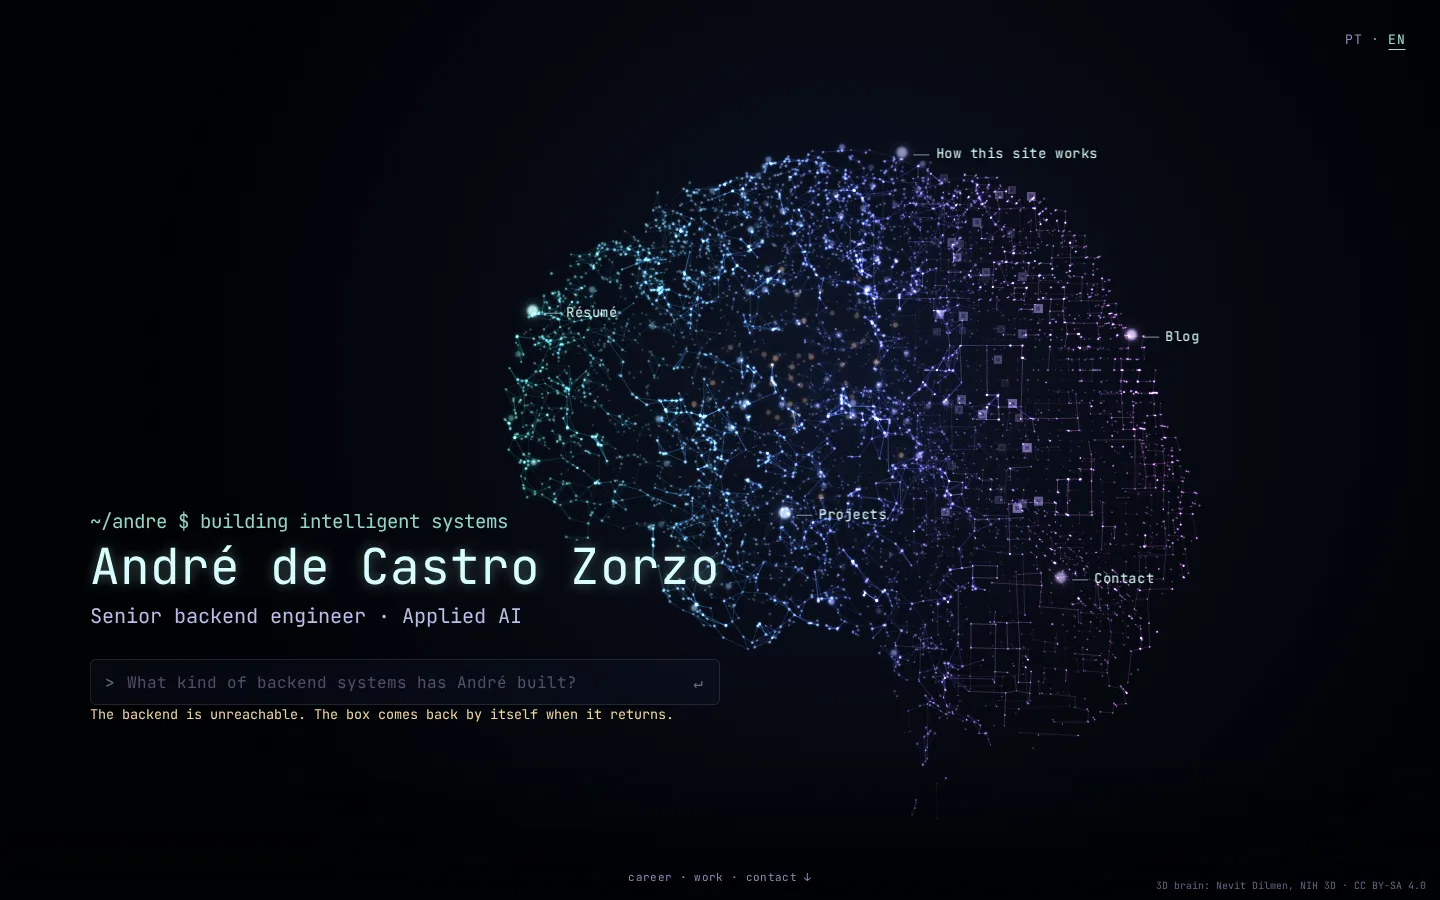 PT · EN
How this site works
Résumé
Blog
Projects
~/andre $ building intelligent systems
André de Castro Zorzo
Contact
Senior backend engineer · Applied AI
> What kind of backend systems has André built? ↵
The backend is unreachable. The box comes back by itself when it returns.
career · work · contact ↓
3D brain: Nevit Dilmen, NIH 3D · CC BY-SA 4.0